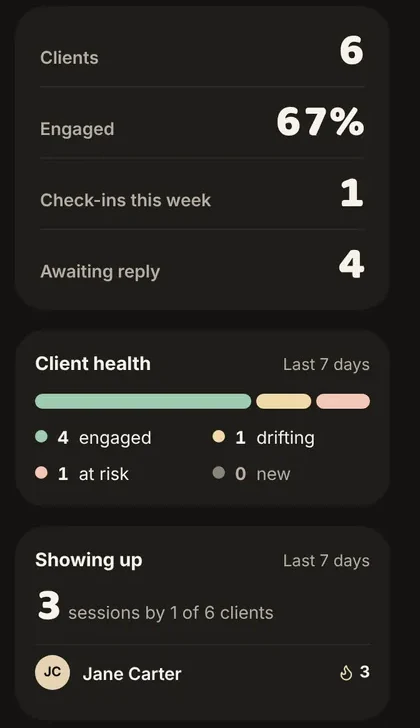 Clients 6
Engaged 67%
Check-ins this week 1
Awaiting reply 4
Client health Last 7 days
4 engaged 1 drifting
1 at risk 0 new
Showing up Last 7 days
3 sessions by 1 of 6 clients
JC Jane Carter 3